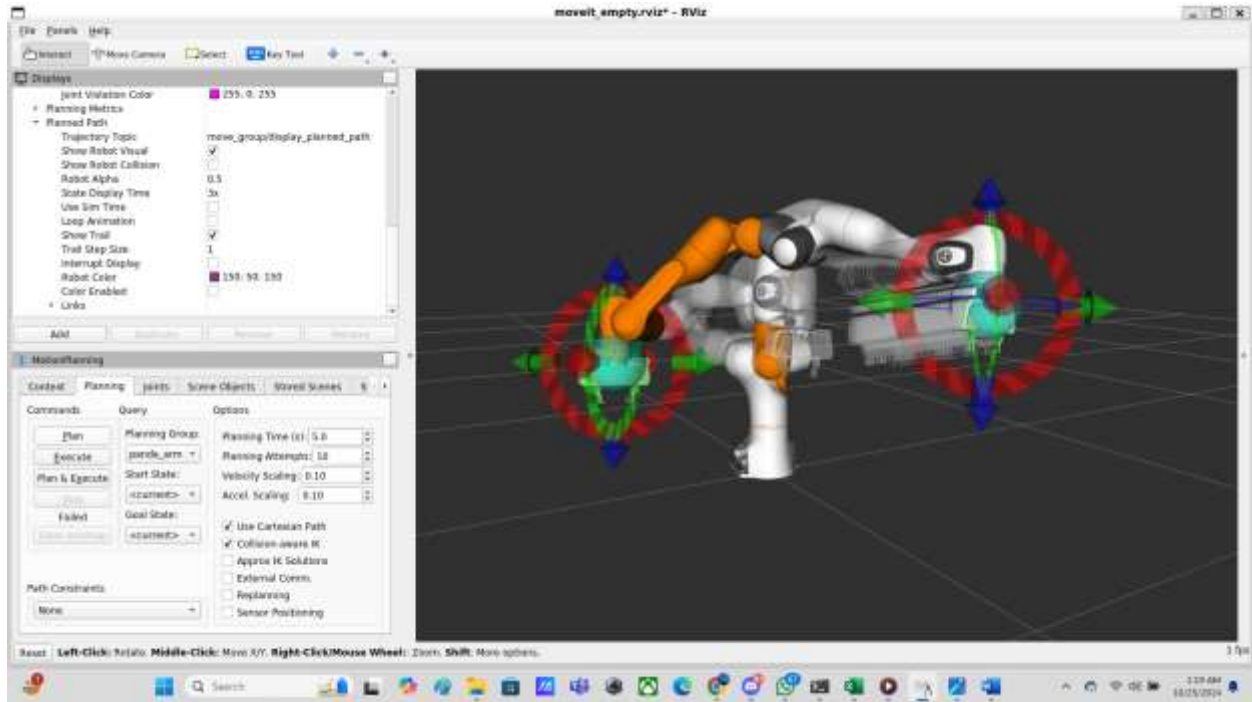 moveit_empty.rviz* - RViz
File Panels Help
Interact Move Camera Select Key Tool
Displays
Joint Violation Color 255; 0; 255
Planning Metrics
Planned Path
Trajectory Topic move_group/display_planned_path
Show Robot Visual
Show Robot Collision
Robot Alpha 0.5
State Display Time 3x
Use Sim Time
Loop Animation
Show Trail
Trail Step Size 1
Interrupt Display
Robot Color 150; 50; 150
Color Enabled
Links
Add
MotionPlanning
Context Planning Joints Scene Objects Stored Scenes S
Commands Query Options
Plan Planning Group: Planning Time (s): 5.0
Execute panda_arm Planning Attempts: 10
Plan & Execute Start State: Velocity Scaling: 0.10
<current> Accel. Scaling: 0.10
Failed Goal State:
<current> Use Cartesian Path
Collision-aware IK
Approx IK Solutions
External Comm.
Path Constraints Replanning
None Sensor Positioning
Reset Left-Click: Rotate. Middle-Click: Move X/Y. Right-Click/Mouse Wheel: Zoom. Shift: More options.
Search
10/25/2024